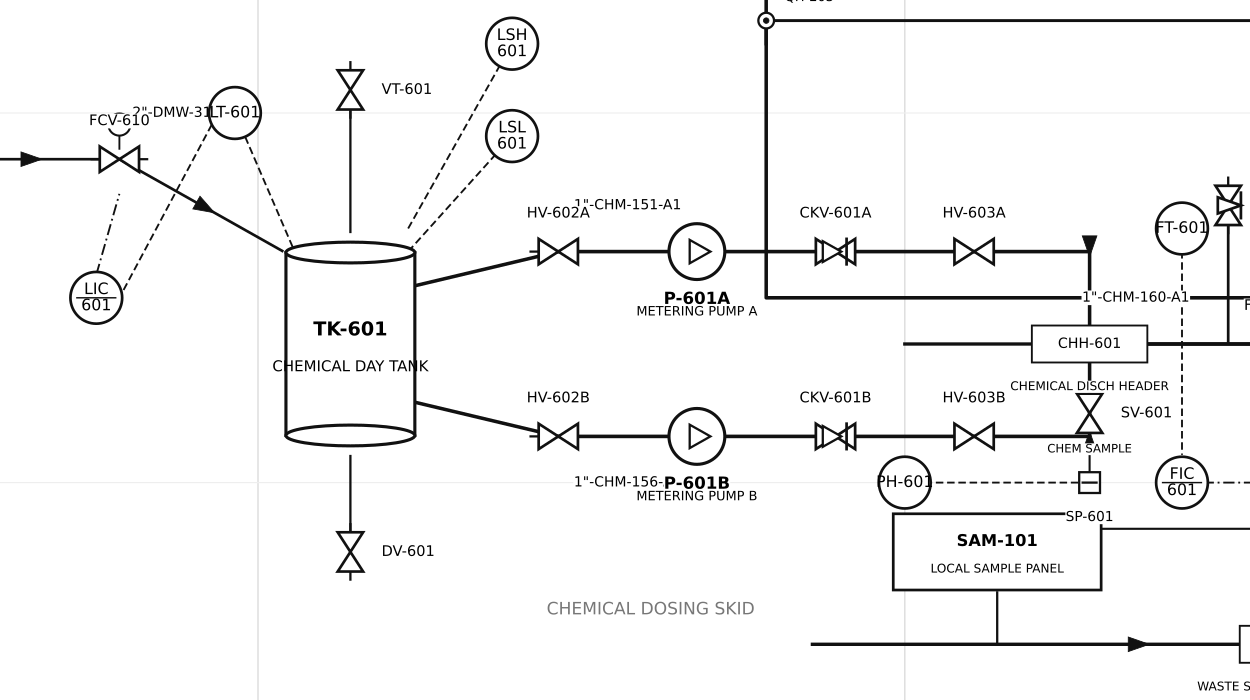 LSH
601
VT-601
2"-DMW-31
LT-601
FCV-610
LSL
601
1"-CHM-151-A1
HV-602A
CKV-601A
HV-603A
FT-601
LIC
601
P-601A
METERING PUMP A
1"-CHM-160-A1
TK-601
CHEMICAL DAY TANK
CHH-601
CHEMICAL DISCH HEADER
HV-602B
CKV-601B
HV-603B
SV-601
CHEM SAMPLE
1"-CHM-156-
P-601B
METERING PUMP B
PH-601
FIC
601
SP-601
SAM-101
LOCAL SAMPLE PANEL
DV-601
CHEMICAL DOSING SKID
WASTE S